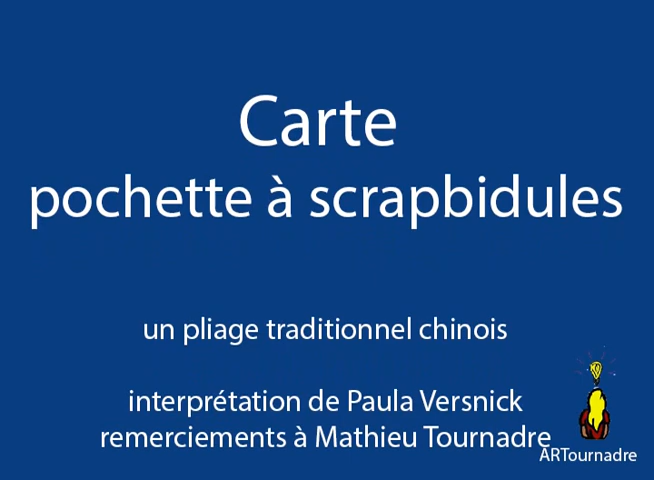 Carte
pochette à scrapbidules
un pliage traditionnel chinois
interprétation de Paula Versnick
remerciements à Mathieu Tournadre
ARTournadre